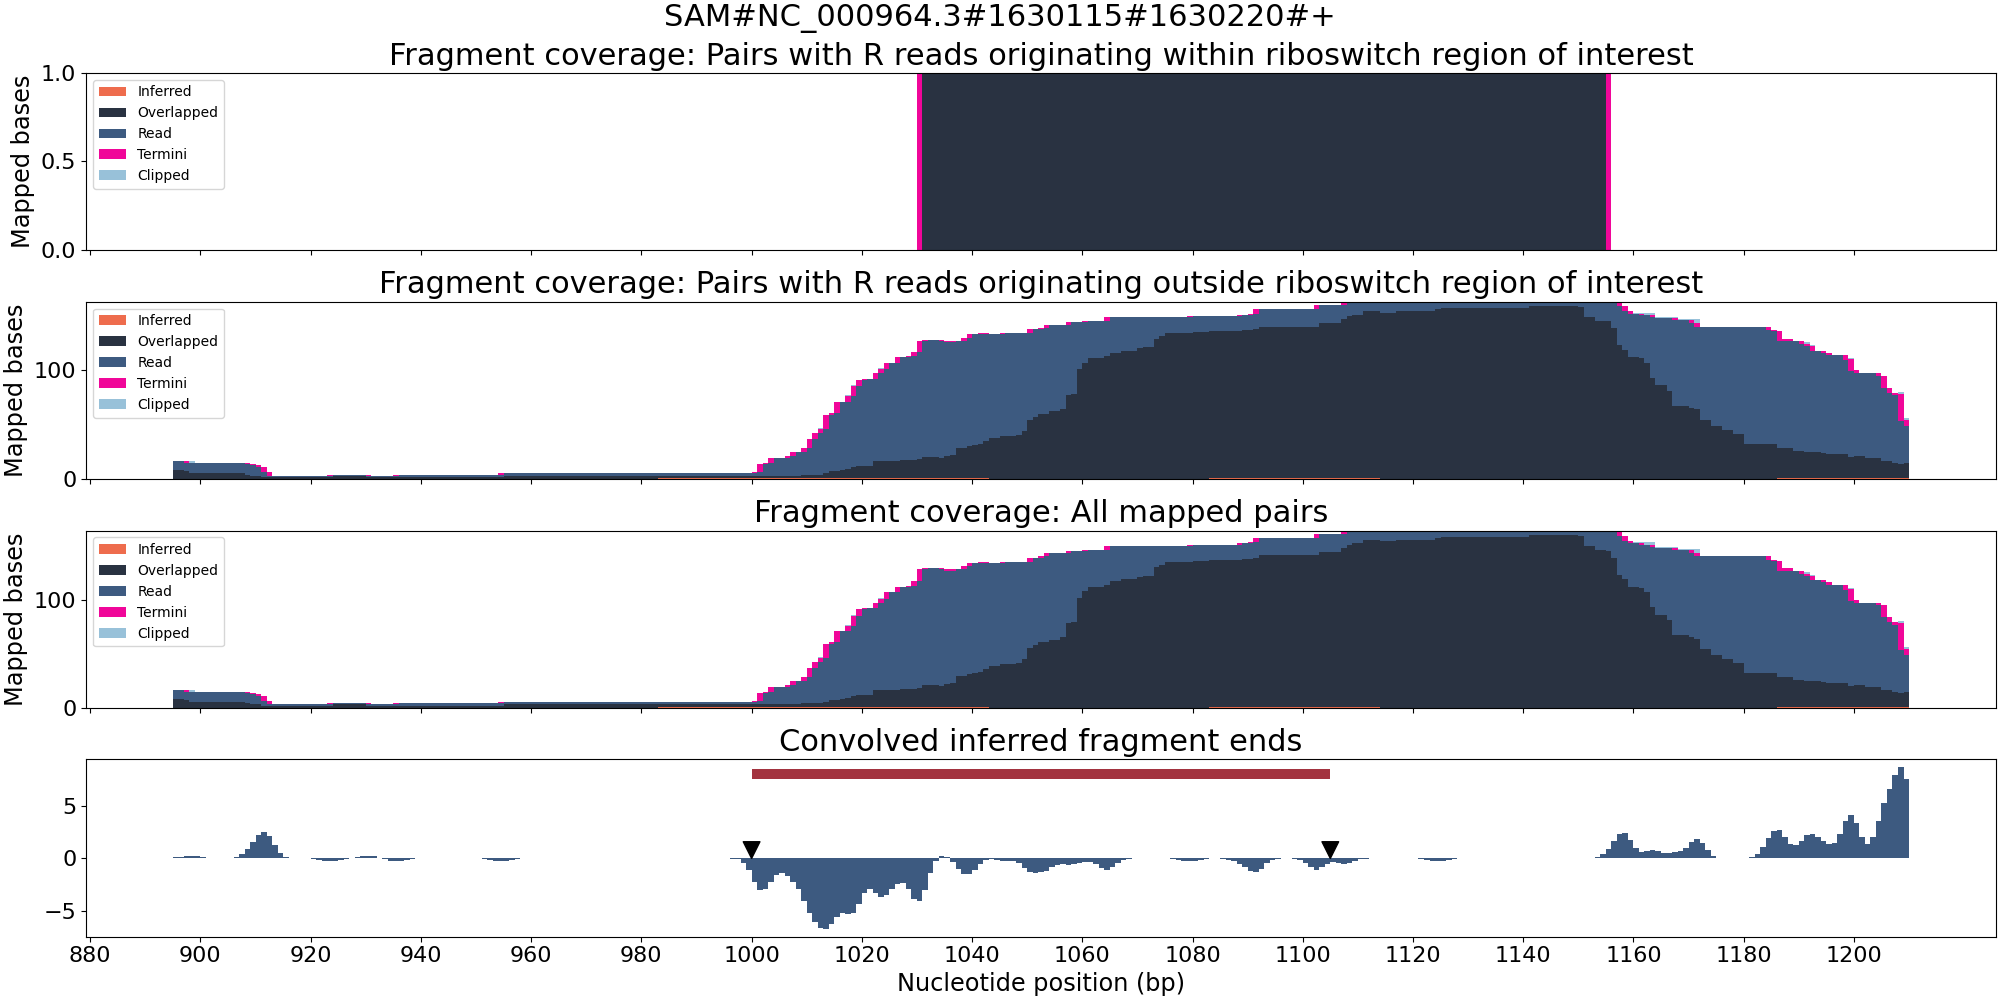 SAM#NC_000964.3#1630115#1630220#+
Fragment coverage: Pairs with R reads originating within riboswitch region of interest
Mapped bases
1.0
0.5
0.0
Inferred
Overlapped
Read
Termini
Clipped
Fragment coverage: Pairs with R reads originating outside riboswitch region of interest
Mapped bases
100
0
Inferred
Overlapped
Read
Termini
Clipped
Fragment coverage: All mapped pairs
Mapped bases
100
0
Inferred
Overlapped
Read
Termini
Clipped
Convolved inferred fragment ends
5
0
−5
880 900 920 940 960 980 1000 1020 1040 1060 1080 1100 1120 1140 1160 1180 1200
Nucleotide position (bp)